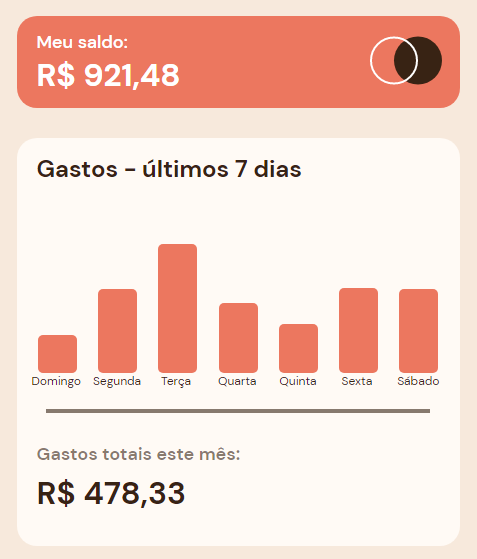 Meu saldo:
R$ 921,48
Gastos - últimos 7 dias
Domingo Segunda Terça Quarta Quinta Sexta Sábado
Gastos totais este mês:
R$ 478,33